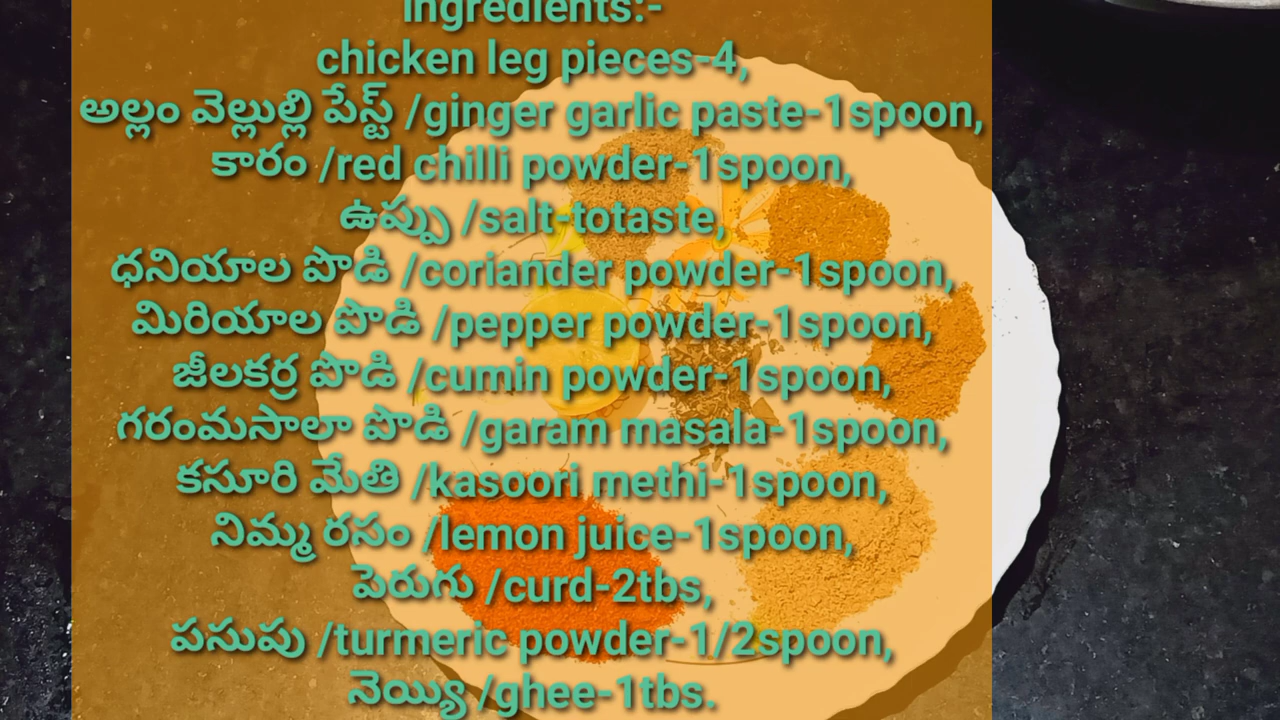 Ingredients:-
chicken leg pieces-4,
అల్లం వెల్లుల్లి పేస్ట్ /ginger garlic paste-1spoon,
కారం /red chilli powder-1spoon,
ఉప్పు /salt-totaste,
ధనియాల పొడి /coriander powder-1spoon,
మిరియాల పొడి /pepper powder-1spoon,
జీలకర్ర పొడి /cumin powder-1spoon,
గరంమసాలా పొడి /garam masala-1spoon,
కసూరి మేతి /kasoori methi-1spoon,
నిమ్మ రసం /lemon juice-1spoon,
పెరుగు /curd-2tbs,
పసుపు /turmeric powder-1/2spoon,
నెయ్యి /ghee-1tbs.